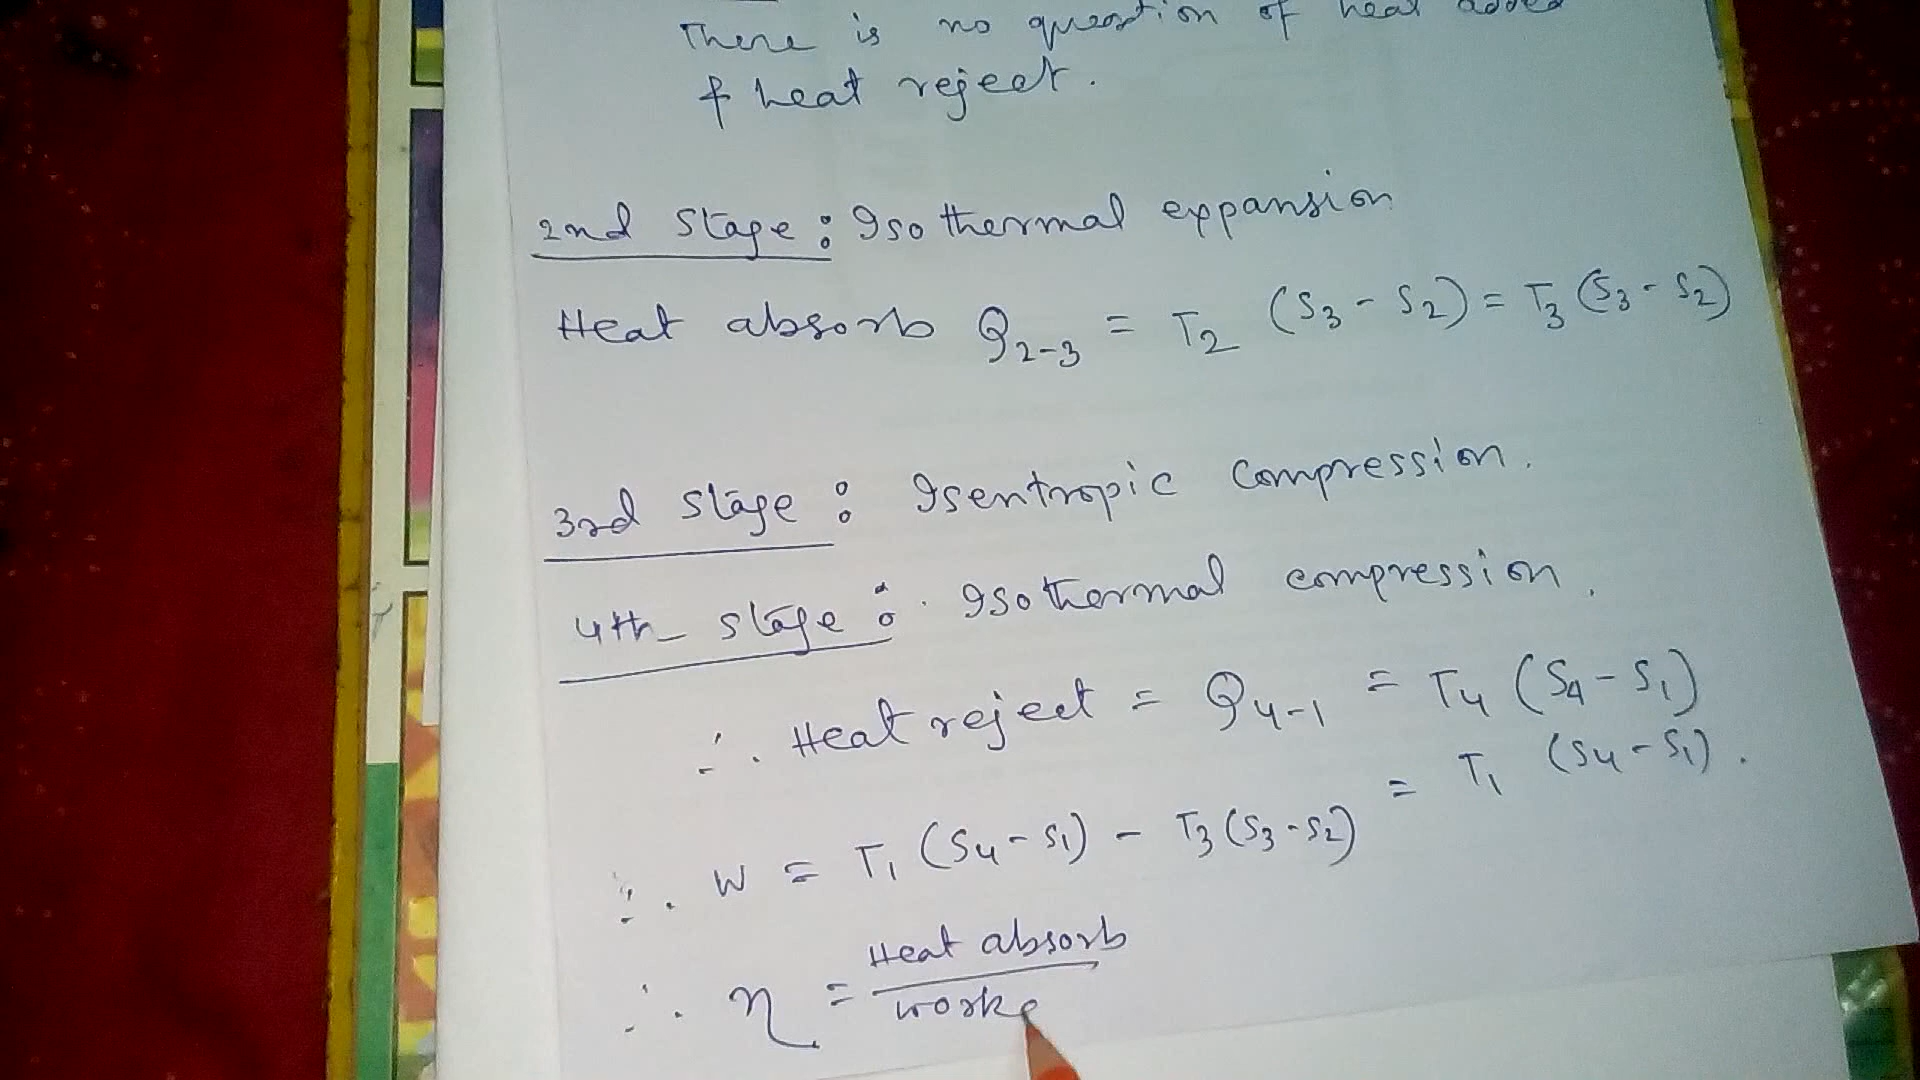 There is no question of heat added
& heat reject.
2nd Stage: Isothermal expansion
Heat absorb Q₂₋₃ = T₂ (S₃ - S₂) = T₃ (S₃ - S₂)
3rd Stage: Isentropic Compression.
4th Stage: Isothermal compression.
∴ Heat reject = Q₄₋₁ = T₄ (S₄ - S₁)
= T₁ (S₄ - S₁).
∴ W = T₁ (S₄ - S₁) - T₃ (S₃ - S₂)
∴ η = Heat absorb
worke